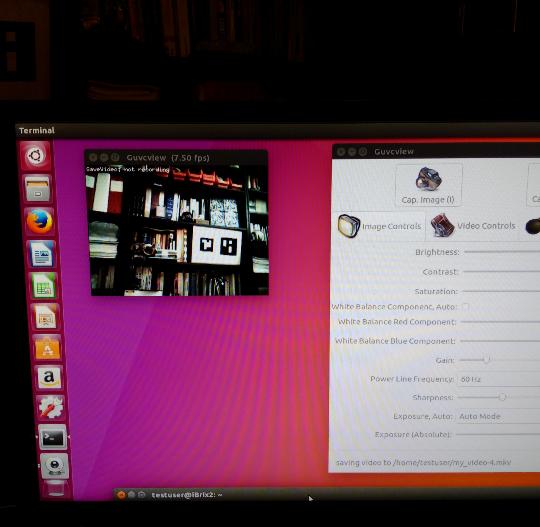 Terminal
Guvcview (7.50 fps)
SaveVideo: not recording
Guvcview
Cap. Image (I)
Image Controls
Video Controls
Brightness:
Contrast:
Saturation:
White Balance Component, Auto:
White Balance Red Component:
White Balance Blue Component:
Gain:
Power Line Frequency: 60 Hz
Sharpness:
Exposure, Auto: Auto Mode
Exposure (Absolute):
saving video to /home/testuser/my_video-4.mkv
testuser@iBrix2: ~